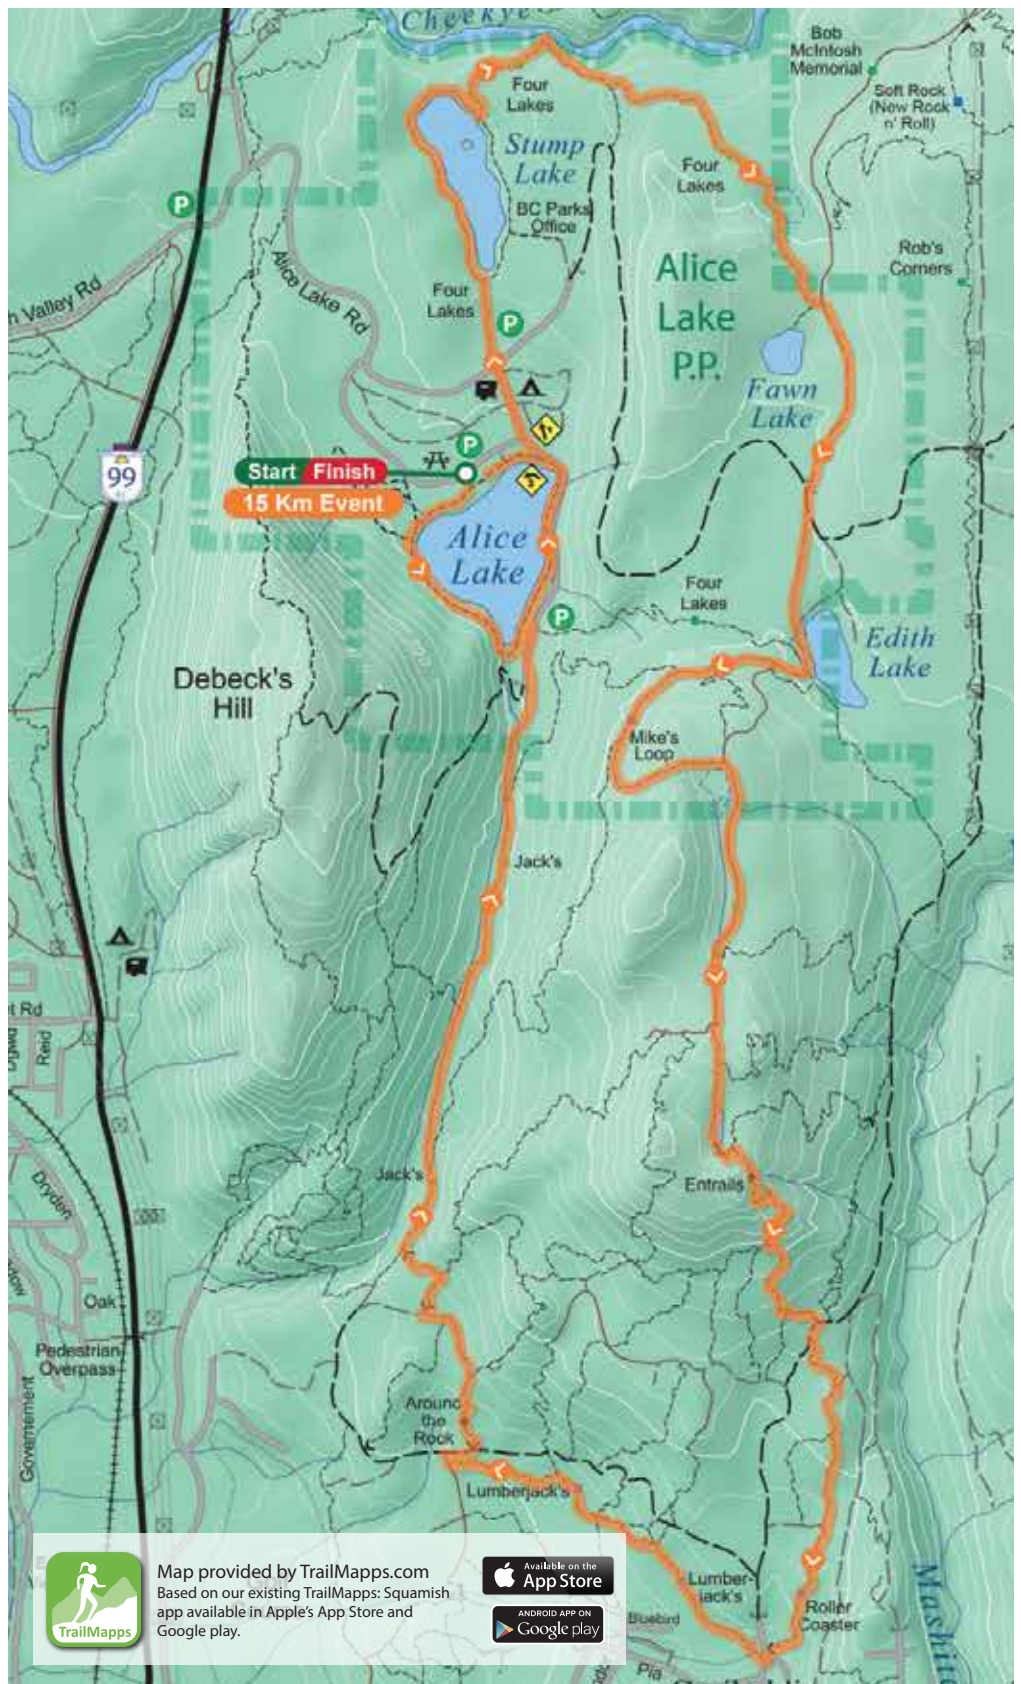 Cheekye
Bob
McIntosh
Memorial
Soft Rock
(New Rock
n' Roll)
Four
Lakes
Stump
Lake
BC Parks
Office
Four
Lakes
P
Alice
Lake
P.P.
Rob's
Corners
Alice Lake Rd
n Valley Rd
Four
Lakes
P
Fawn
Lake
P
99
Start Finish
15 Km Event
Alice
Lake
Four
Lakes
P
Edith
Lake
Debeck's
Hill
Mike's
Loop
Jack's
t Rd
Reid
Jack's
Entrails
Dryden
Oak
Pedestrian
Overpass
Governement
Around
the
Rock
Lumberjack's
Lumber-
jack's
Roller
Coaster
Bluebird
Pia
TrailMapps
Map provided by TrailMapps.com
Based on our existing TrailMapps: Squamish
app available in Apple's App Store and
Google play.
Available on the
App Store
ANDROID APP ON
Google play